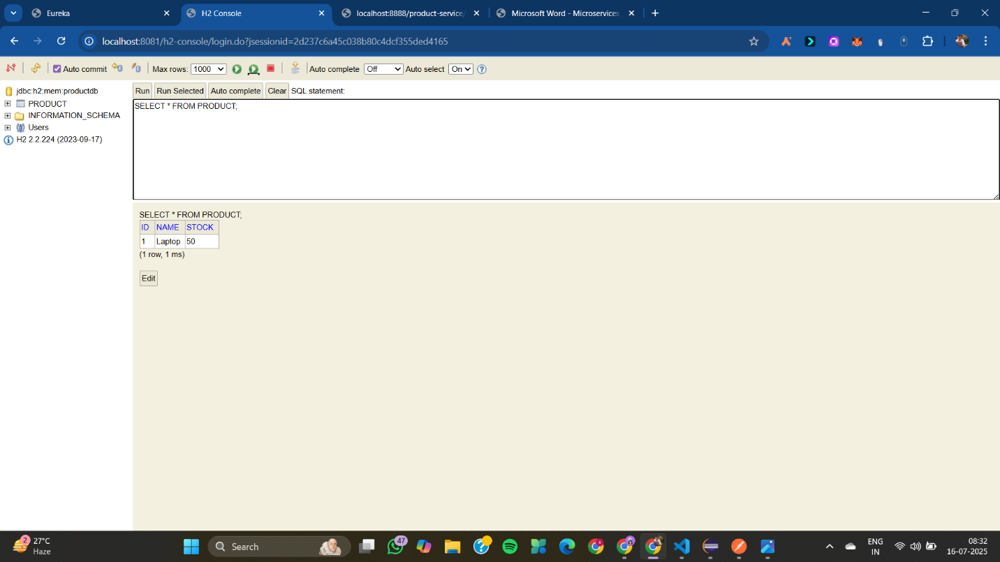 Eureka
H2 Console
localhost:8888/product-service/
Microsoft Word - Microservices
localhost:8081/h2-console/login.do?jsessionid=2d237c6a45c038b80c4dcf355ded4165
Auto commit
Max rows: 1000
Auto complete Off
Auto select On
jdbc:h2:mem:productdb
PRODUCT
INFORMATION_SCHEMA
Users
H2 2.2.224 (2023-09-17)
Run Run Selected Auto complete Clear SQL statement:
SELECT * FROM PRODUCT;
SELECT * FROM PRODUCT;
ID NAME STOCK
1 Laptop 50
(1 row, 1 ms)
Edit
2
27°C
Haze
Search
47
ENG
IN
08:32
16-07-2025